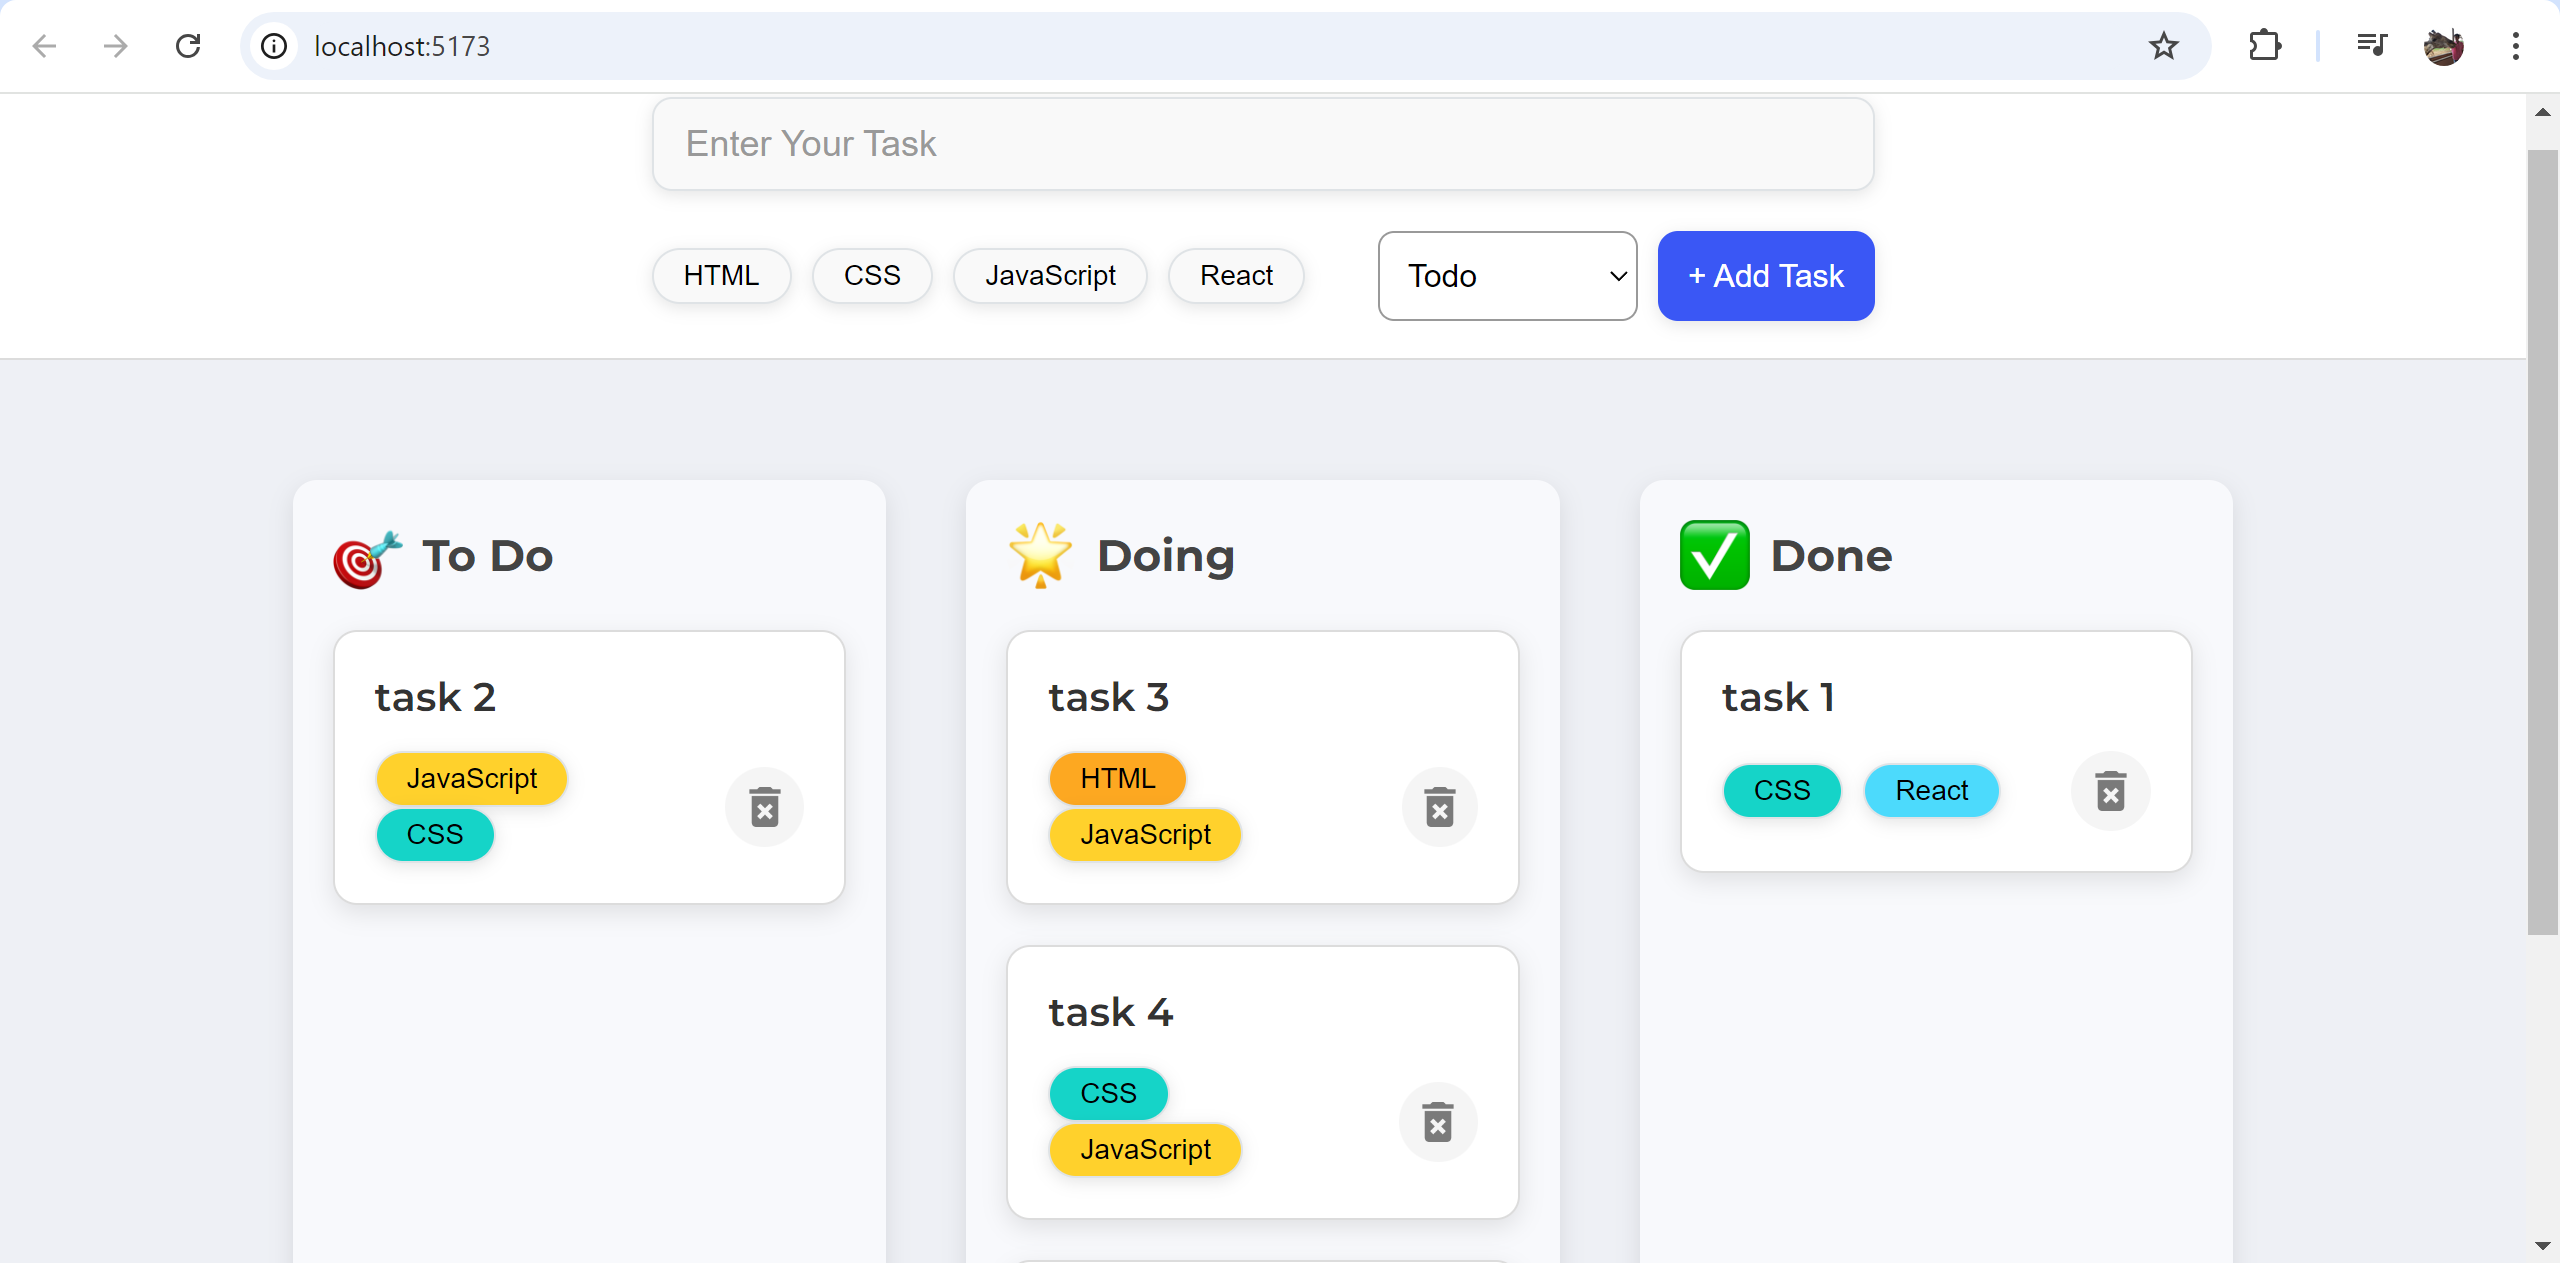 localhost:5173
Enter Your Task
HTML CSS JavaScript React Todo + Add Task
To Do
task 2
JavaScript
CSS
Doing
task 3
HTML
JavaScript
task 4
CSS
JavaScript
Done
task 1
CSS React